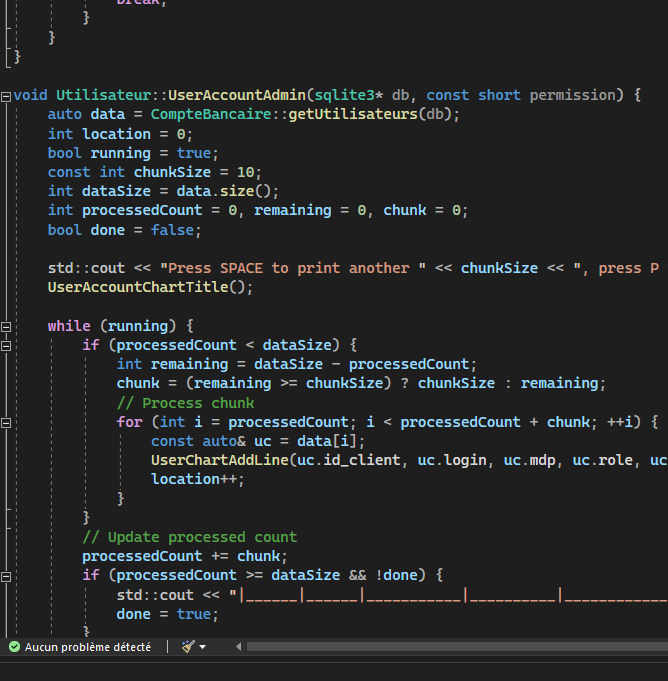 break;
}
}
}
void Utilisateur::UserAccountAdmin(sqlite3* db, const short permission) {
auto data = CompteBancaire::getUtilisateurs(db);
int location = 0;
bool running = true;
const int chunkSize = 10;
int dataSize = data.size();
int processedCount = 0, remaining = 0, chunk = 0;
bool done = false;
std::cout << "Press SPACE to print another " << chunkSize << ", press P
UserAccountChartTitle();
while (running) {
if (processedCount < dataSize) {
int remaining = dataSize - processedCount;
chunk = (remaining >= chunkSize) ? chunkSize : remaining;
// Process chunk
for (int i = processedCount; i < processedCount + chunk; ++i) {
const auto& uc = data[i];
UserChartAddLine(uc.id_client, uc.login, uc.mdp, uc.role, uc
location++;
}
}
// Update processed count
processedCount += chunk;
if (processedCount >= dataSize && !done) {
std::cout << "|______|______|___________|__________|____________
done = true;
}
Aucun problème détecté